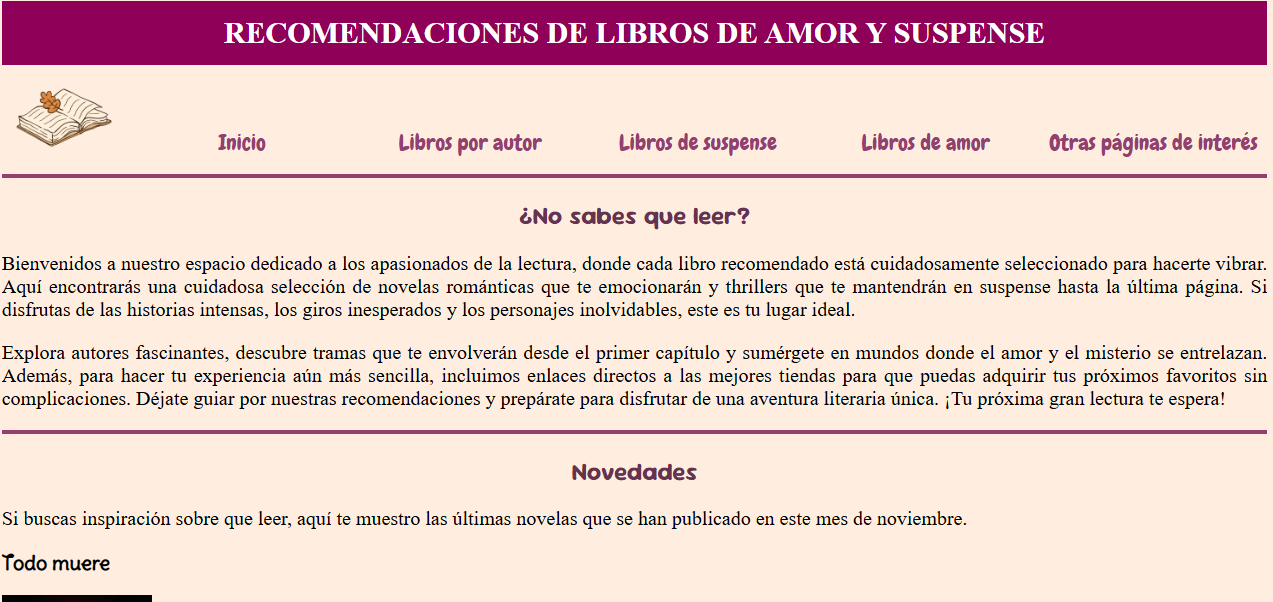 RECOMENDACIONES DE LIBROS DE AMOR Y SUSPENSE
Inicio
Libros por autor
Libros de suspense
Libros de amor
Otras páginas de interés
¿No sabes que leer?
Bienvenidos a nuestro espacio dedicado a los apasionados de la lectura, donde cada libro recomendado está cuidadosamente seleccionado para hacerte vibrar.
Aquí encontrarás una cuidadosa selección de novelas románticas que te emocionarán y thrillers que te mantendrán en suspense hasta la última página. Si
disfrutas de las historias intensas, los giros inesperados y los personajes inolvidables, este es tu lugar ideal.
Explora autores fascinantes, descubre tramas que te envolverán desde el primer capítulo y sumérgete en mundos donde el amor y el misterio se entrelazan.
Además, para hacer tu experiencia aún más sencilla, incluimos enlaces directos a las mejores tiendas para que puedas adquirir tus próximos favoritos sin
complicaciones. Déjate guiar por nuestras recomendaciones y prepárate para disfrutar de una aventura literaria única. ¡Tu próxima gran lectura te espera!
Novedades
Si buscas inspiración sobre que leer, aquí te muestro las últimas novelas que se han publicado en este mes de noviembre.
Todo muere